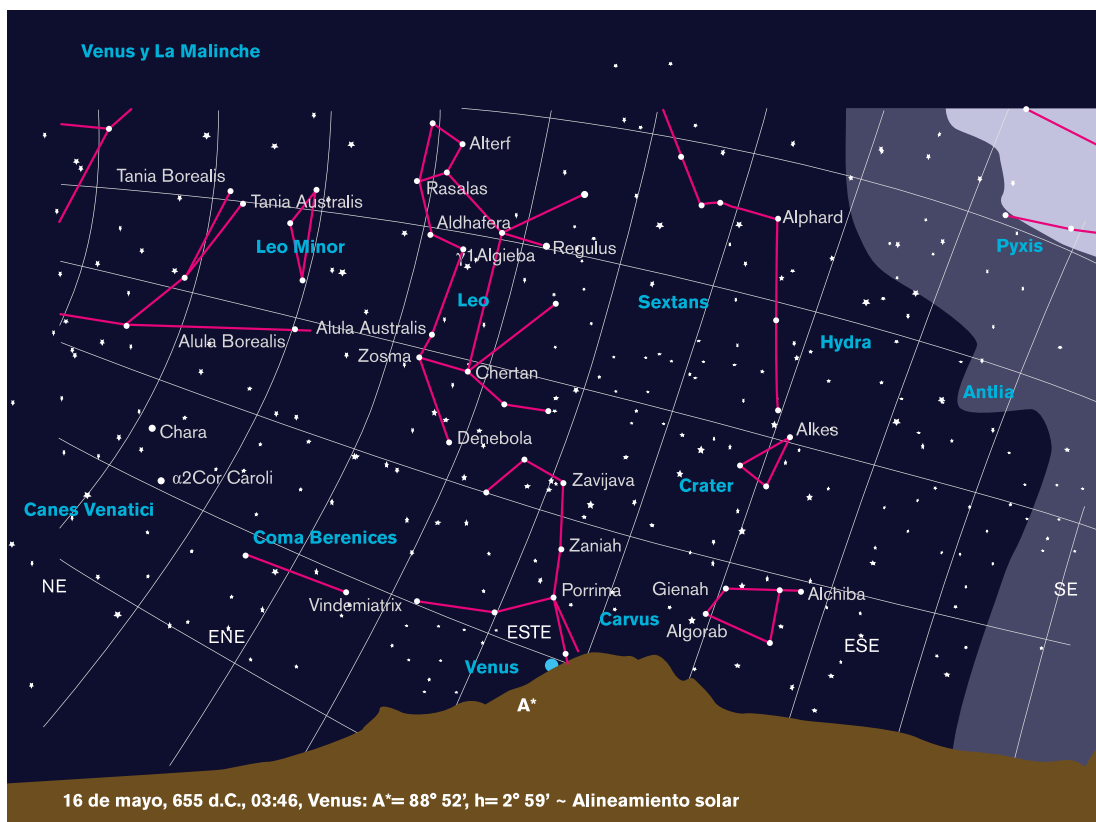 Venus y La Malinche
Alterf
Tania Borealis
Rasalas
Tania Australis
Alphard
Aldhafera
Leo Minor
γ1Algieba
Regulus
Pyxis
Leo
Sextans
Alula Australis
Alula Borealis
Hydra
Zosma
Chertan
Antlia
Chara
Denebola
Alkes
α2Cor Caroli
Zavijava
Crater
Canes Venatici
Coma Berenices
Zaniah
NE
Vindemiatrix
Porrima
Gienah
Alchiba
SE
Carvus
ENE
ESTE
Algorab
ESE
Venus
A*
16 de mayo, 655 d.C., 03:46, Venus: A*= 88° 52’, h= 2° 59’ ~ Alineamiento solar